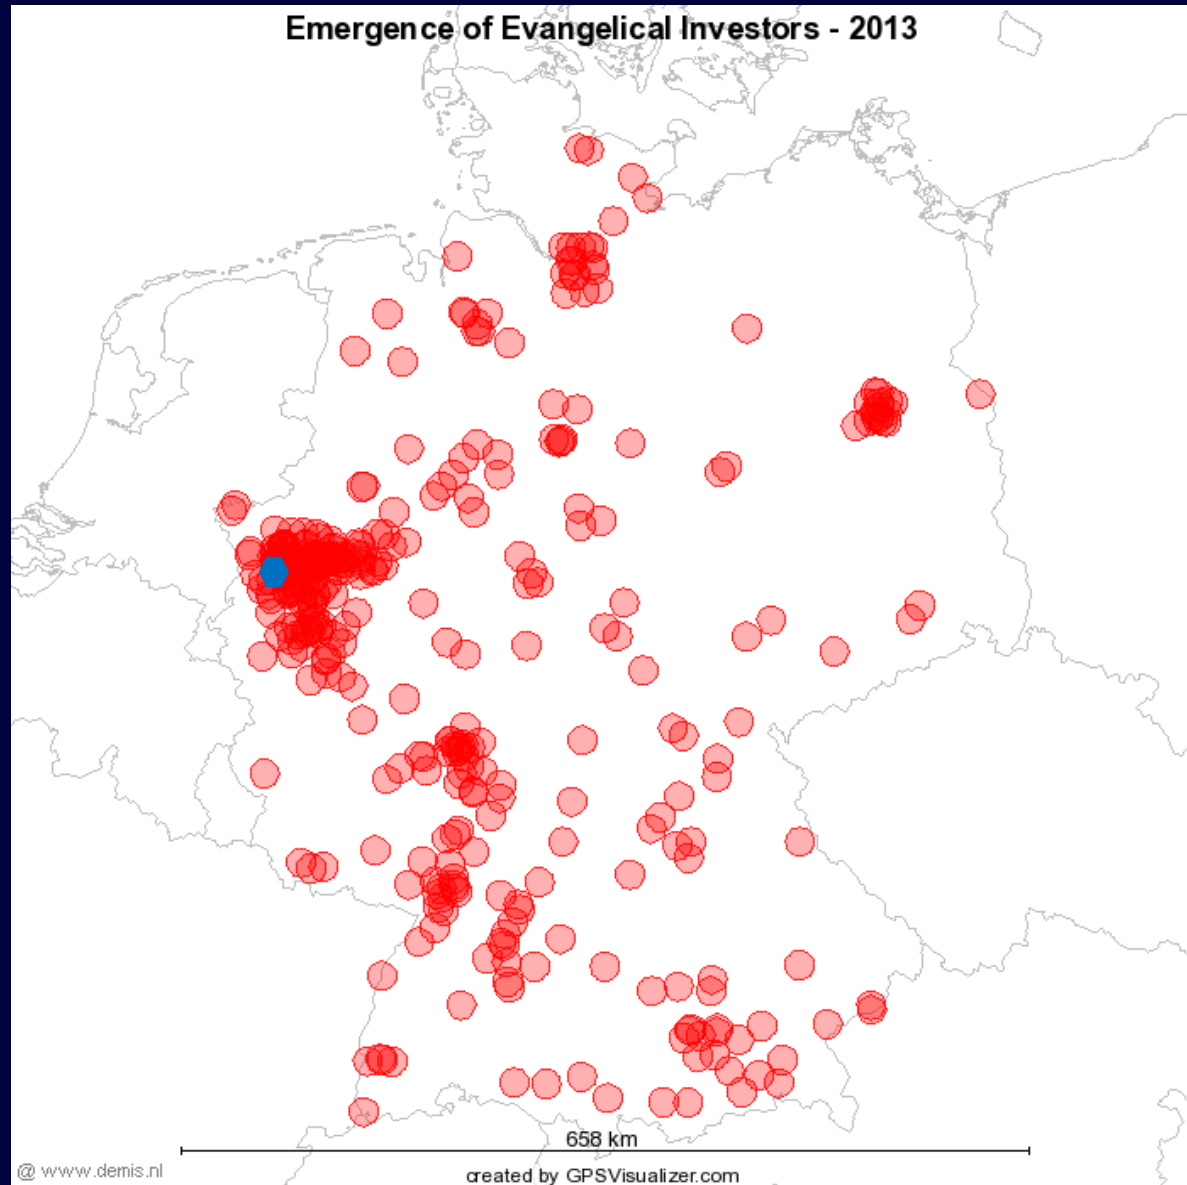 Emergence of Evangelical Investors - 2013
658 km
@ www.demis.nl
created by GPSVisualizer.com